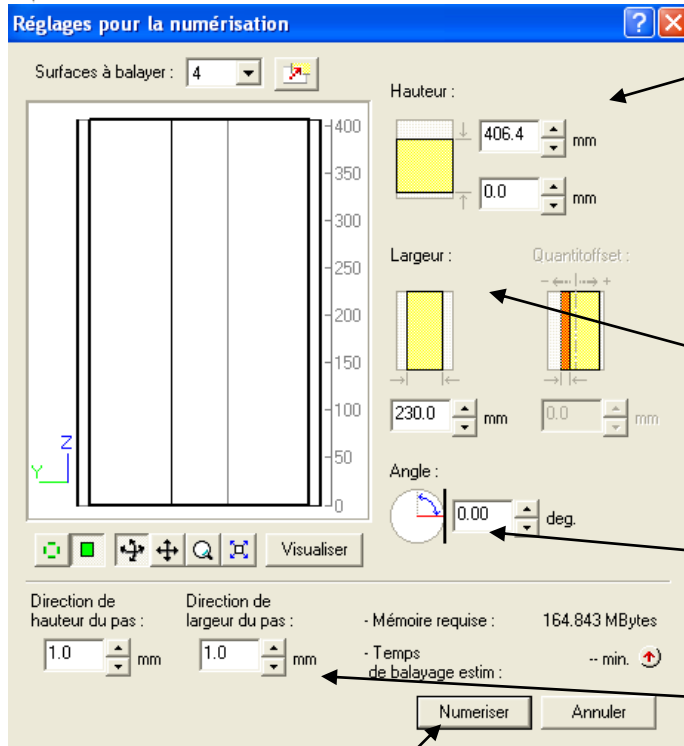 Réglages pour la numérisation
Surfaces à balayer : 4
Hauteur :
406.4 mm
0.0 mm
400
350
300
250
200
150
100
50
0
Z
Y
Largeur : Quantitoffset :
- +
230.0 mm 0.0 mm
Angle :
0.00 deg.
Visualiser
Direction de hauteur du pas :
1.0 mm
Direction de largeur du pas :
1.0 mm
- Mémoire requise : 164.843 MBytes
- Temps
de balayage estim : -- min.
Numeriser Annuler